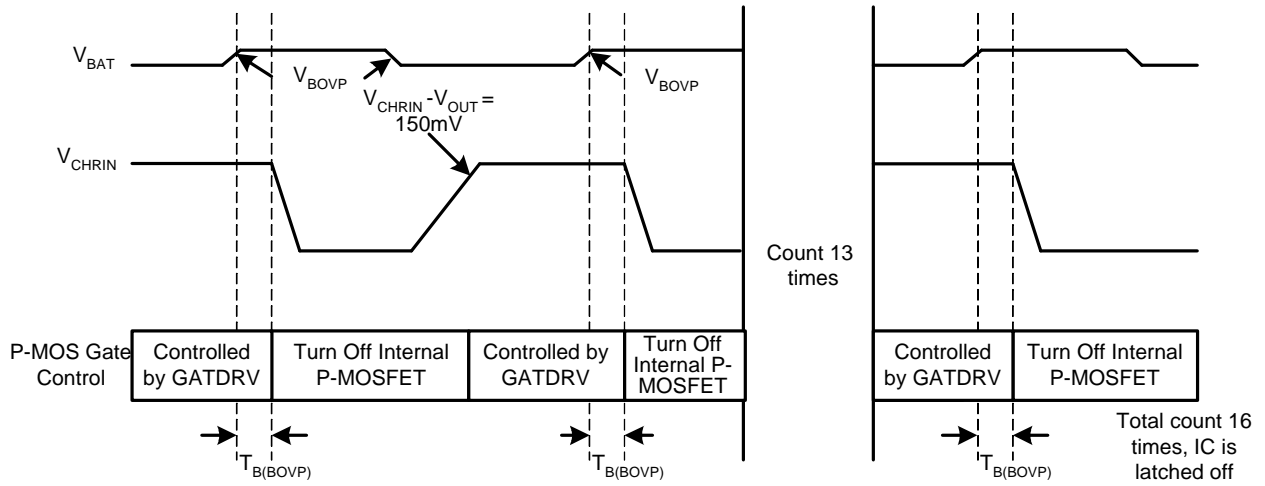 V_BAT
V_BOVP
V_BOVP
V_CHRIN -V_OUT =
150mV
V_CHRIN
Count 13
times
P-MOS Gate
Control
Controlled
by GATDRV
Turn Off Internal
P-MOSFET
Controlled by
GATDRV
Turn Off
Internal P-
MOSFET
Controlled
by GATDRV
Turn Off Internal
P-MOSFET
T_B(BOVP)
T_B(BOVP)
T_B(BOVP)
Total count 16
times, IC is
latched off